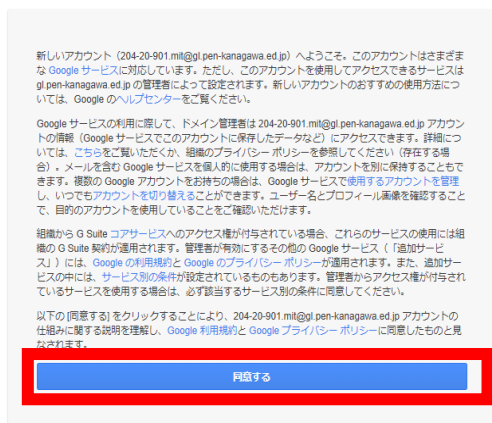 新しいアカウント（204-20-901.mit@gl.pen-kanagawa.ed.jp）へようこそ。このアカウントはさまざま
な Google サービスに対応しています。ただし、このアカウントを使用してアクセスできるサービスは
gl.pen-kanagawa.ed.jp の管理者によって設定されます。新しいアカウントのおすすめの使用方法につ
いては、Google のヘルプセンターをご覧ください。
Google サービスの利用に際して、ドメイン管理者は 204-20-901.mit@gl.pen-kanagawa.ed.jp アカウン
トの情報（Google サービスでこのアカウントに保存したデータなど）にアクセスできます。詳細につ
いては、こちらをご覧いただくか、組織のプライバシー ポリシーを参照してください（存在する場
合）。メールを含む Google サービスを個人的に使用する場合は、アカウントを別に保持することもで
きます。複数の Google アカウントをお持ちの場合は、Google サービスで使用するアカウントを管理
し、いつでもアカウントを切り替えることができます。ユーザー名とプロフィール画像を確認すること
で、目的のアカウントを使用していることをご確認いただけます。
組織から G Suite コアサービスへのアクセス権が付与されている場合、これらのサービスの使用には組
織の G Suite 契約が適用されます。管理者が有効にするその他の Google サービス（「追加サービ
ス」）には、Google の利用規約と Google のプライバシー ポリシーが適用されます。また、追加サー
ビスの中には、サービス別の条件が設定されているものもあります。管理者からアクセス権が付与され
ているサービスを使用する場合は、必ず該当するサービス別の条件に同意してください。
以下の [同意する] をクリックすることにより、204-20-901.mit@gl.pen-kanagawa.ed.jp アカウントの
仕組みに関する説明を理解し、Google 利用規約と Google プライバシー ポリシーに同意したものと見
なされます。
同意する